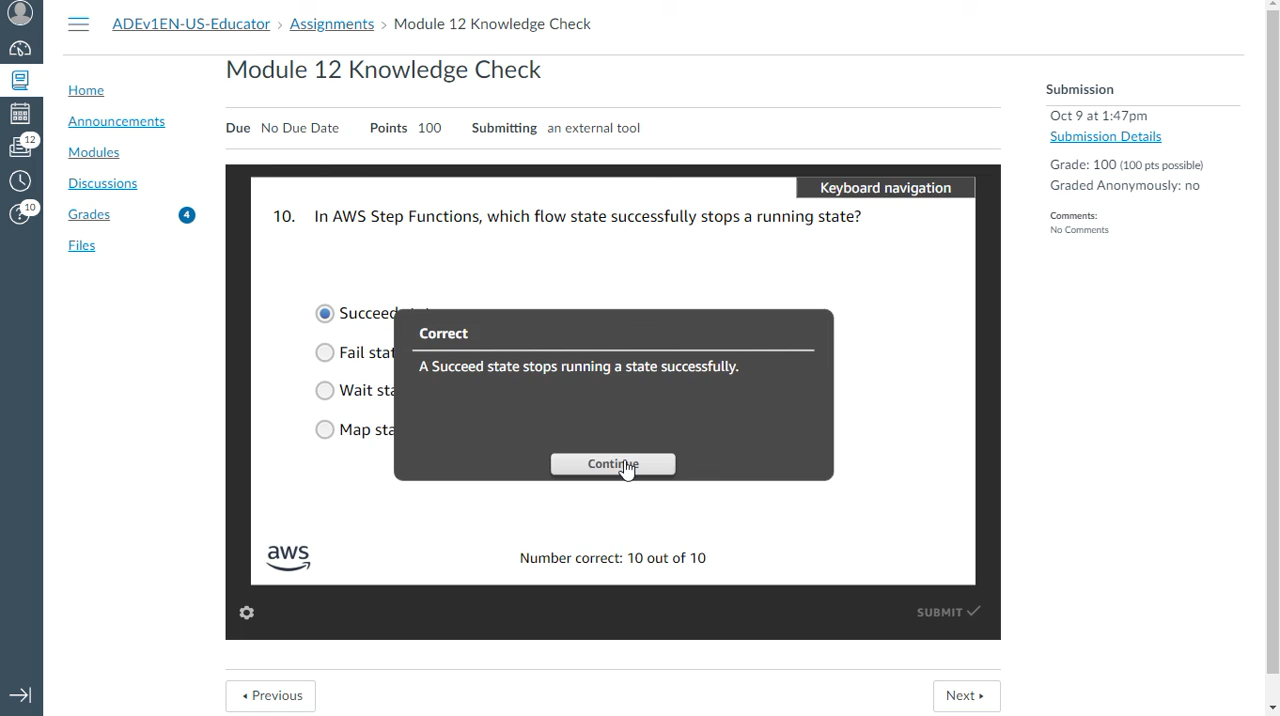 ADEv1EN-US-Educator › Assignments › Module 12 Knowledge Check
Module 12 Knowledge Check
Due No Due Date Points 100 Submitting an external tool
Home
Announcements
Modules
Discussions
Grades 4
Files
12
10
Keyboard navigation
10. In AWS Step Functions, which flow state successfully stops a running state?
Succeed
Fail
Wait
Map
Correct
A Succeed state stops running a state successfully.
Continue
aws
Number correct: 10 out of 10
SUBMIT
Previous
Next
Submission
Oct 9 at 1:47pm
Submission Details
Grade: 100 (100 pts possible)
Graded Anonymously: no
Comments:
No Comments